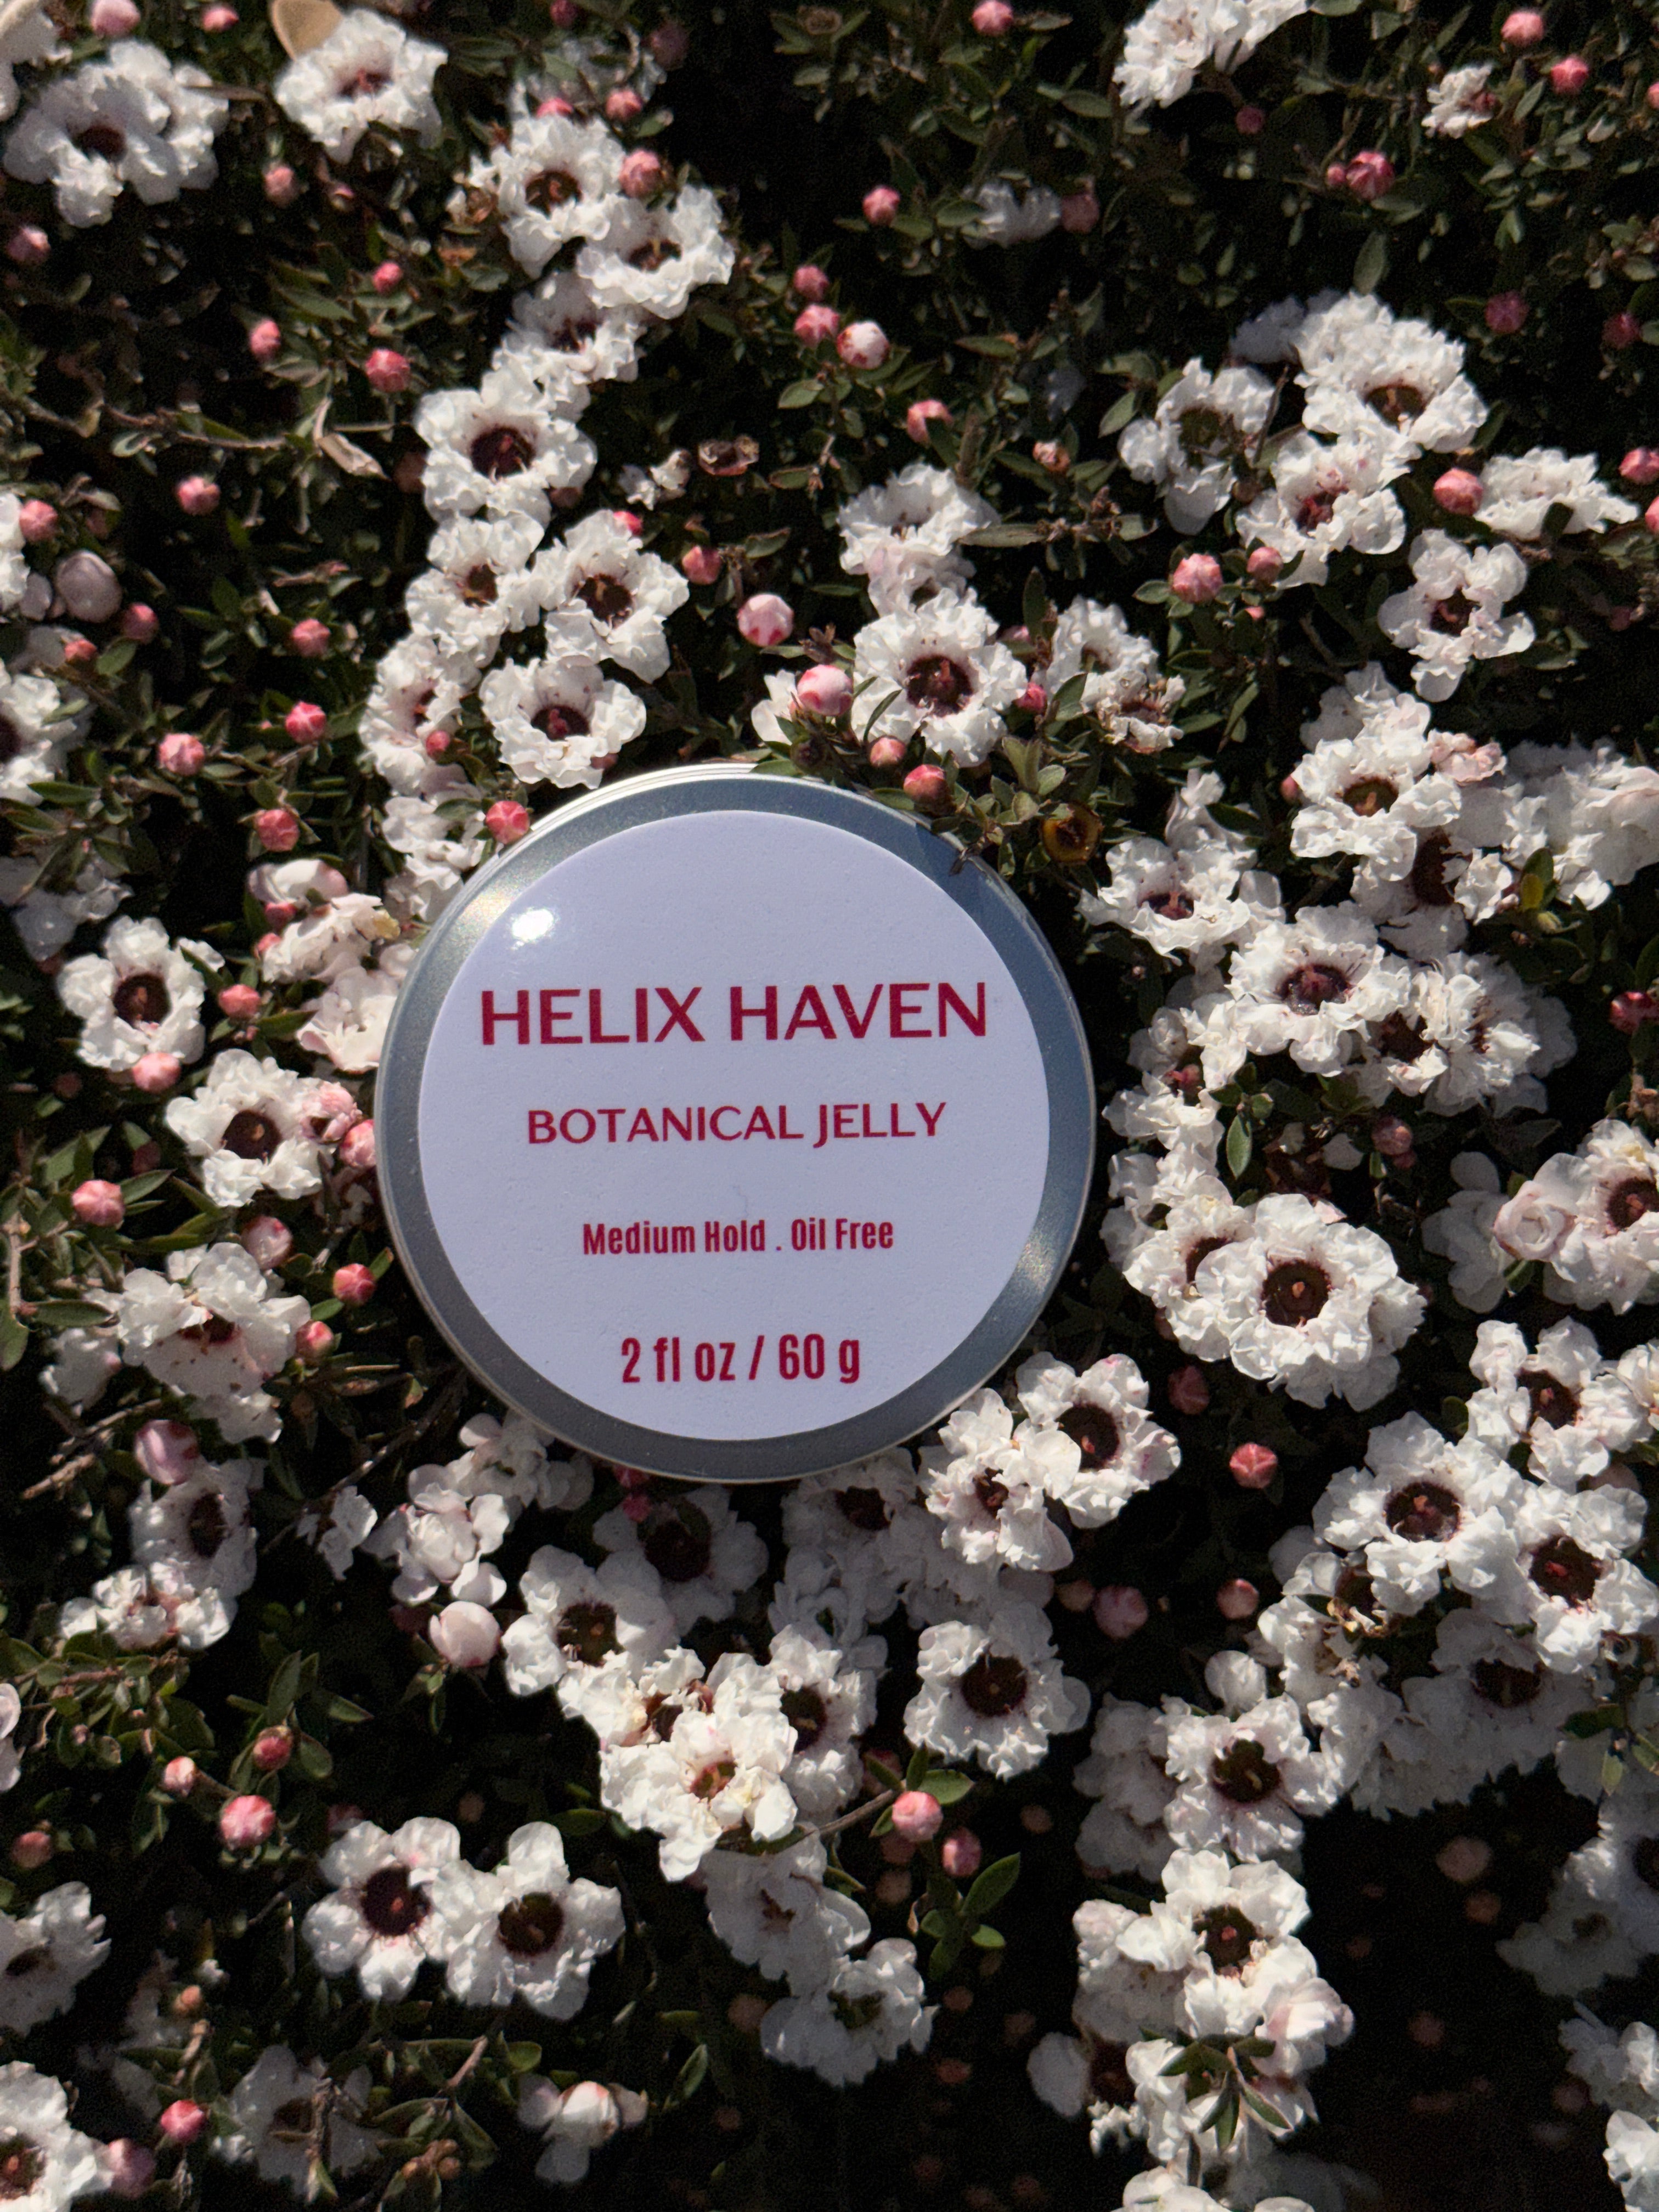 HELIX HAVEN
BOTANICAL JELLY
Medium Hold . Oil Free
2 fl oz / 60 g